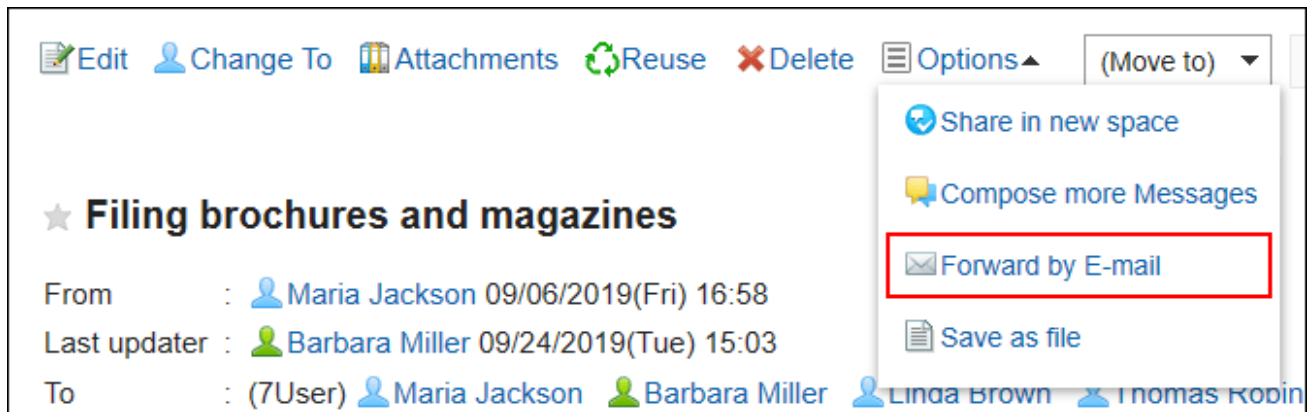 Edit Change To Attachments Reuse Delete Options▲ (Move to) ▼
Share in new space
Compose more Messages
Filing brochures and magazines
Forward by E-mail
From : Maria Jackson 09/06/2019(Fri) 16:58
Save as file
Last updater : Barbara Miller 09/24/2019(Tue) 15:03
To : (7User) Maria Jackson Barbara Miller Linda Brown Thomas Robin